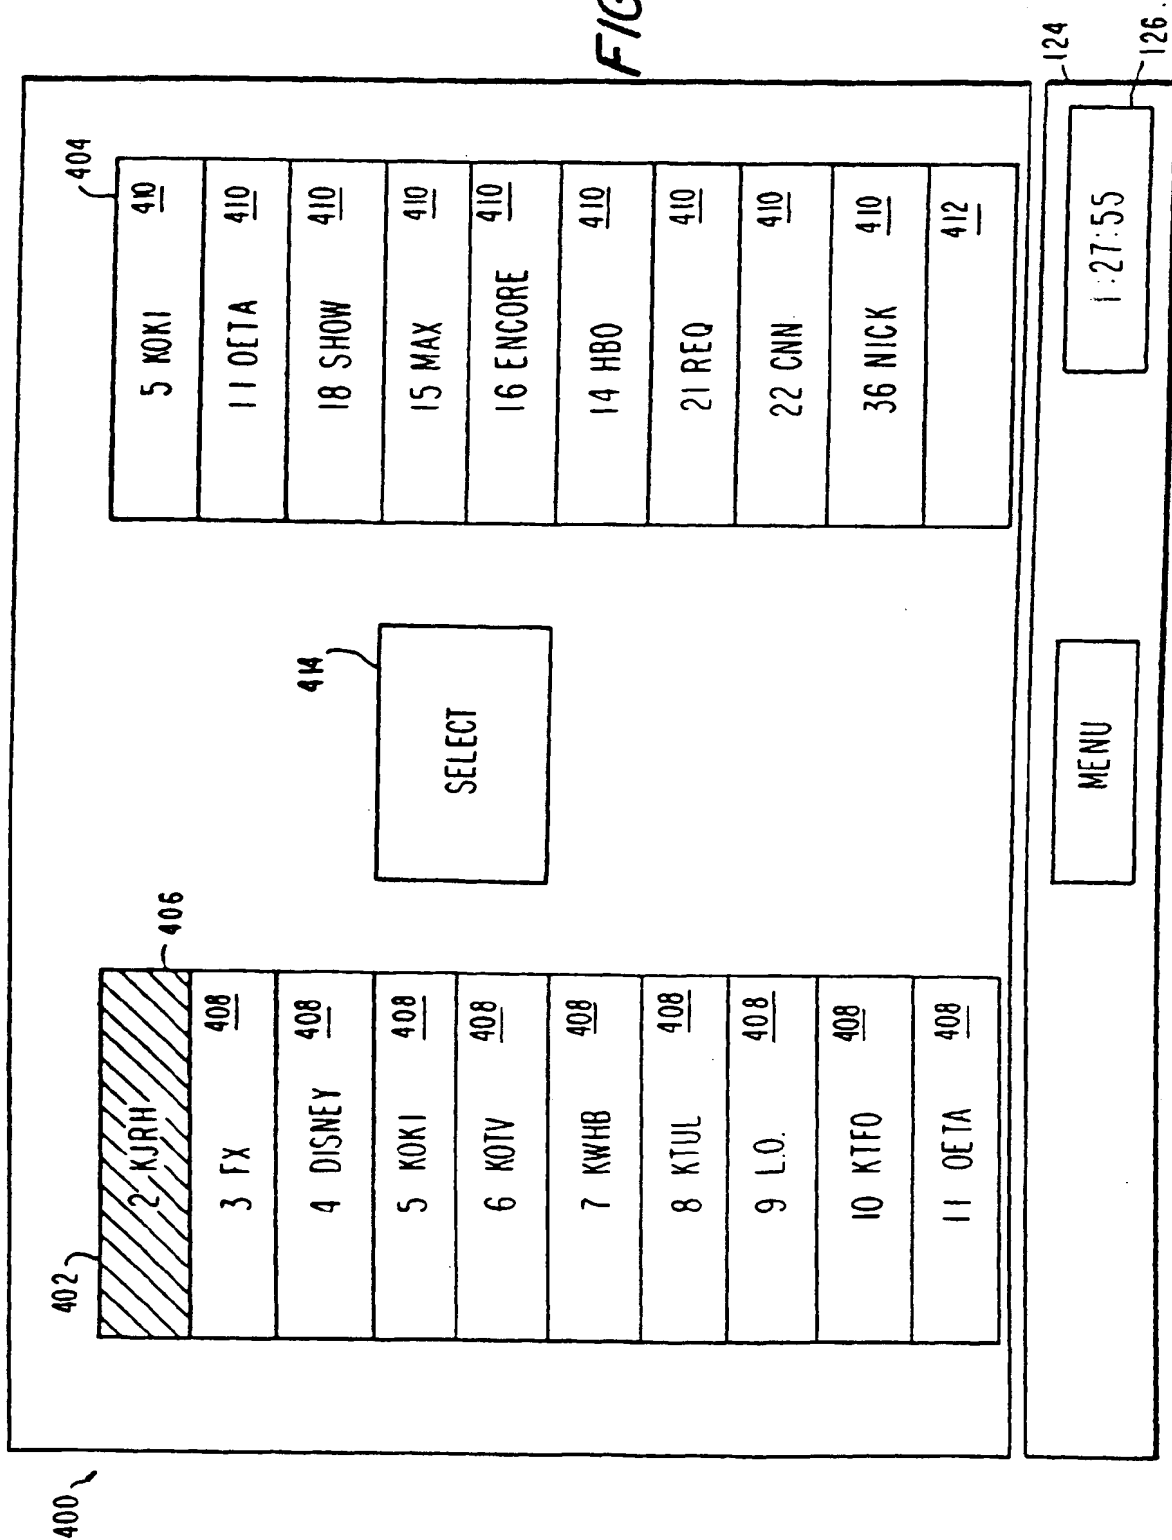 400
402
2 KJRH
406
3 FX 408
4 DISNEY 408
5 KOKI 408
6 KOTV 408
7 KWHB 408
8 KTUL 408
9 L.O. 408
10 KTFO 408
11 OETA 408
414
SELECT
404
5 KOKI 410
11 OETA 410
18 SHOW 410
15 MAX 410
16 ENCORE 410
14 HBO 410
21 REQ 410
22 CNN 410
36 NICK 410
412
FIG
124
MENU
1:27:55
126